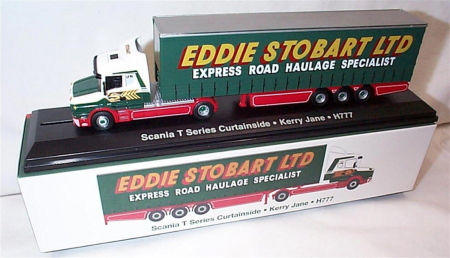 EDDIE STOBART LTD
EXPRESS ROAD HAULAGE SPECIALIST
Scania T Series Curtainside • Kerry Jane • H777
EDDIE STOBART LTD
EXPRESS ROAD HAULAGE SPECIALIST
Scania T Series Curtainside • Kerry Jane • H777